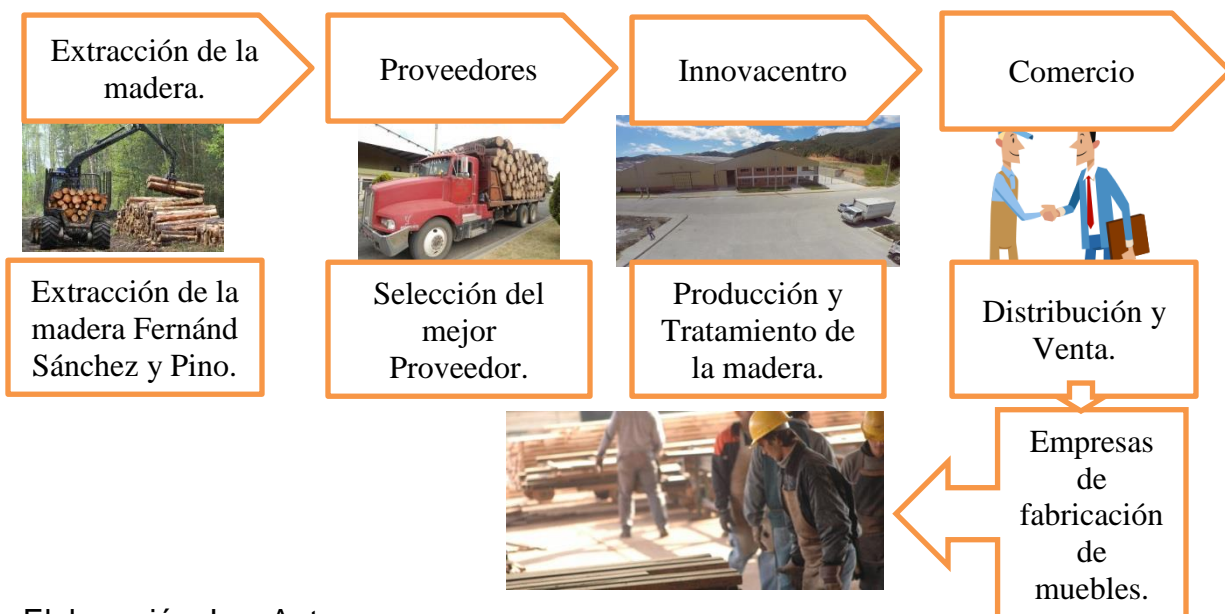 Extracción de la
madera.
Proveedores
Innovacentro
Comercio
Extracción de la
madera Fernánd
Sánchez y Pino.
Selección del
mejor
Proveedor.
Producción y
Tratamiento de
la madera.
Distribución y
Venta.
Empresas
de
fabricación
de
muebles.